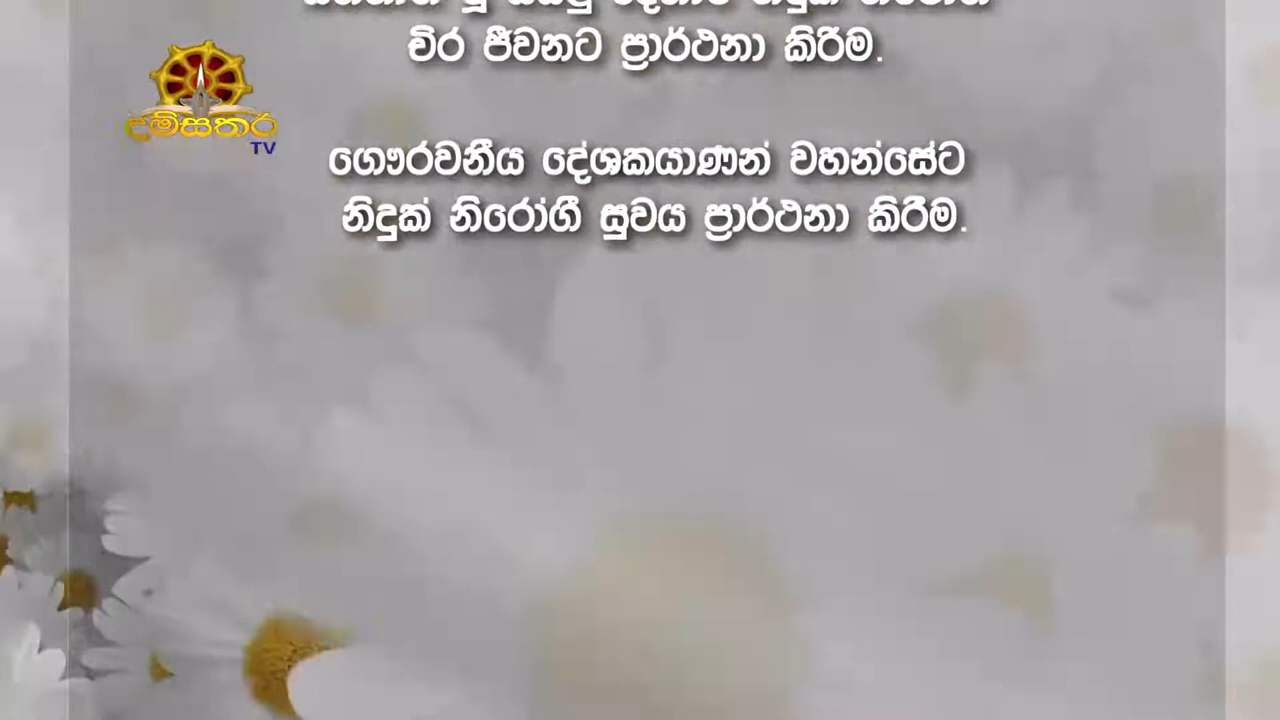 චිර ජීවනට ප්‍රාර්ථනා කිරීම.
දම්සතර
TV
ගෞරවනීය දේශකයාණන් වහන්සේට
නිදුක් නිරෝගී සුවය ප්‍රාර්ථනා කිරීම.